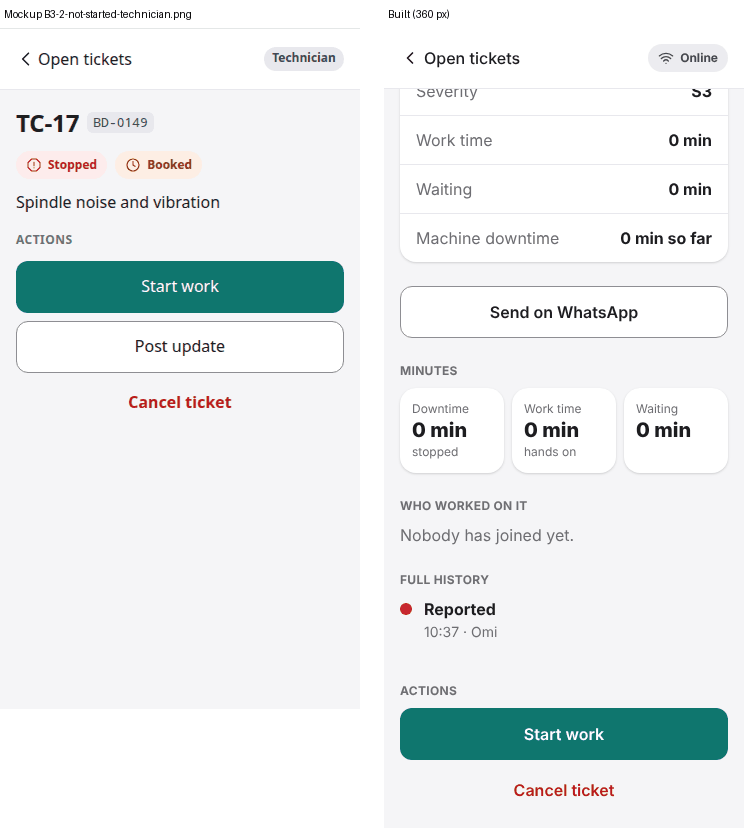 Mockup B3-2-not-started-technician.png
Open tickets
Technician
TC-17 BD-0149
Stopped Booked
Spindle noise and vibration
ACTIONS
Start work
Post update
Cancel ticket
Built (360 px)
Open tickets
Online
Severity S3
Work time 0 min
Waiting 0 min
Machine downtime 0 min so far
Send on WhatsApp
MINUTES
Downtime
0 min
stopped
Work time
0 min
hands on
Waiting
0 min
WHO WORKED ON IT
Nobody has joined yet.
FULL HISTORY
Reported
10:37 · Omi
ACTIONS
Start work
Cancel ticket